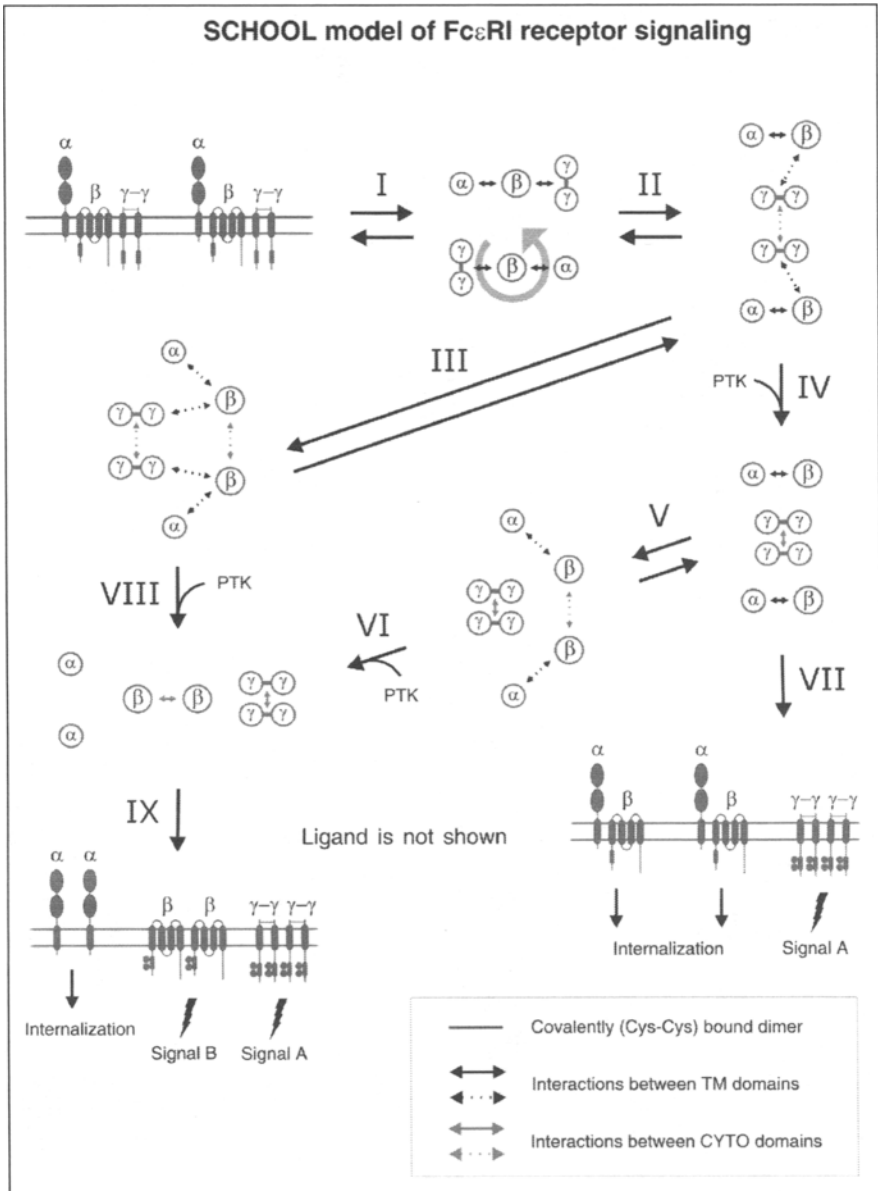 SCHOOL model of FcεRI receptor signaling
α
α
β
γ–γ
β
γ–γ
I
α
β
γ
γ
γ
γ
β
α
II
α
β
γ
γ
γ
γ
α
β
III
α
γ
γ
β
γ
γ
β
α
PTK
IV
α
β
γ
γ
γ
γ
α
β
V
α
β
γ
γ
γ
γ
β
α
VIII
PTK
VI
PTK
VII
α
β
β
γ
γ
γ
γ
α
IX
Ligand is not shown
α
β
α
β
γ–γ
γ–γ
Internalization
Signal A
α
α
β
β
γ–γ
γ–γ
Internalization
Signal B
Signal A
Covalently (Cys-Cys) bound dimer
Interactions between TM domains
Interactions between CYTO domains